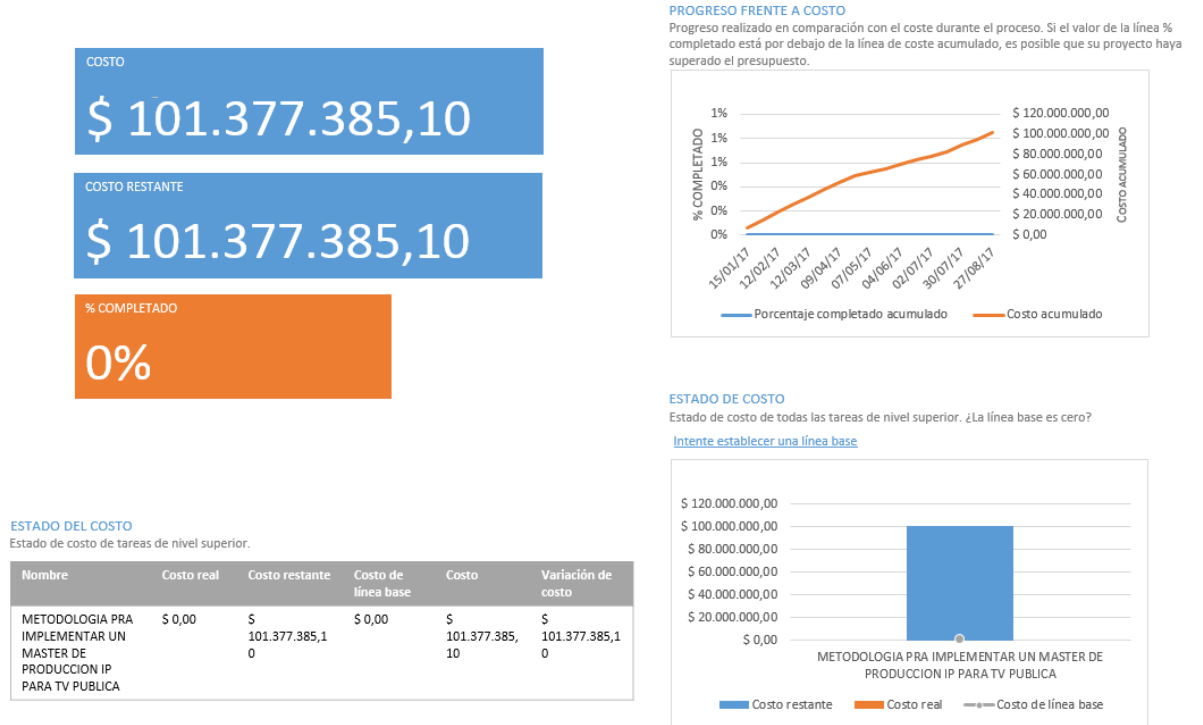 COSTO
$ 101.377.385,10
COSTO RESTANTE
$ 101.377.385,10
% COMPLETADO
0%
PROGRESO FRENTE A COSTO
Progreso realizado en comparación con el coste durante el proceso. Si el valor de la línea %
completado está por debajo de la línea de coste acumulado, es posible que su proyecto haya
superado el presupuesto.
% COMPLETADO
1%
1%
1%
0%
0%
0%
$ 120.000.000,00
$ 100.000.000,00
$ 80.000.000,00
$ 60.000.000,00
$ 40.000.000,00
$ 20.000.000,00
$ 0,00
COSTO ACUMULADO
15/01/17
12/02/17
12/03/17
09/04/17
07/05/17
04/06/17
02/07/17
30/07/17
27/08/17
Porcentaje completado acumulado
Costo acumulado
ESTADO DE COSTO
Estado de costo de todas las tareas de nivel superior. ¿La línea base es cero?
Intente establecer una línea base
$ 120.000.000,00
$ 100.000.000,00
$ 80.000.000,00
$ 60.000.000,00
$ 40.000.000,00
$ 20.000.000,00
$ 0,00
METODOLOGIA PRA IMPLEMENTAR UN MASTER DE
PRODUCCION IP PARA TV PUBLICA
Costo restante
Costo real
Costo de línea base
ESTADO DEL COSTO
Estado de costo de tareas de nivel superior.
Nombre Costo real Costo restante Costo de Costo Variación de
línea base costo
METODOLOGIA PRA $ 0,00 $ $ 0,00 $ $
IMPLEMENTAR UN 101.377.385,1 101.377.385, 101.377.385,1
MASTER DE 0 10 0
PRODUCCION IP
PARA TV PUBLICA